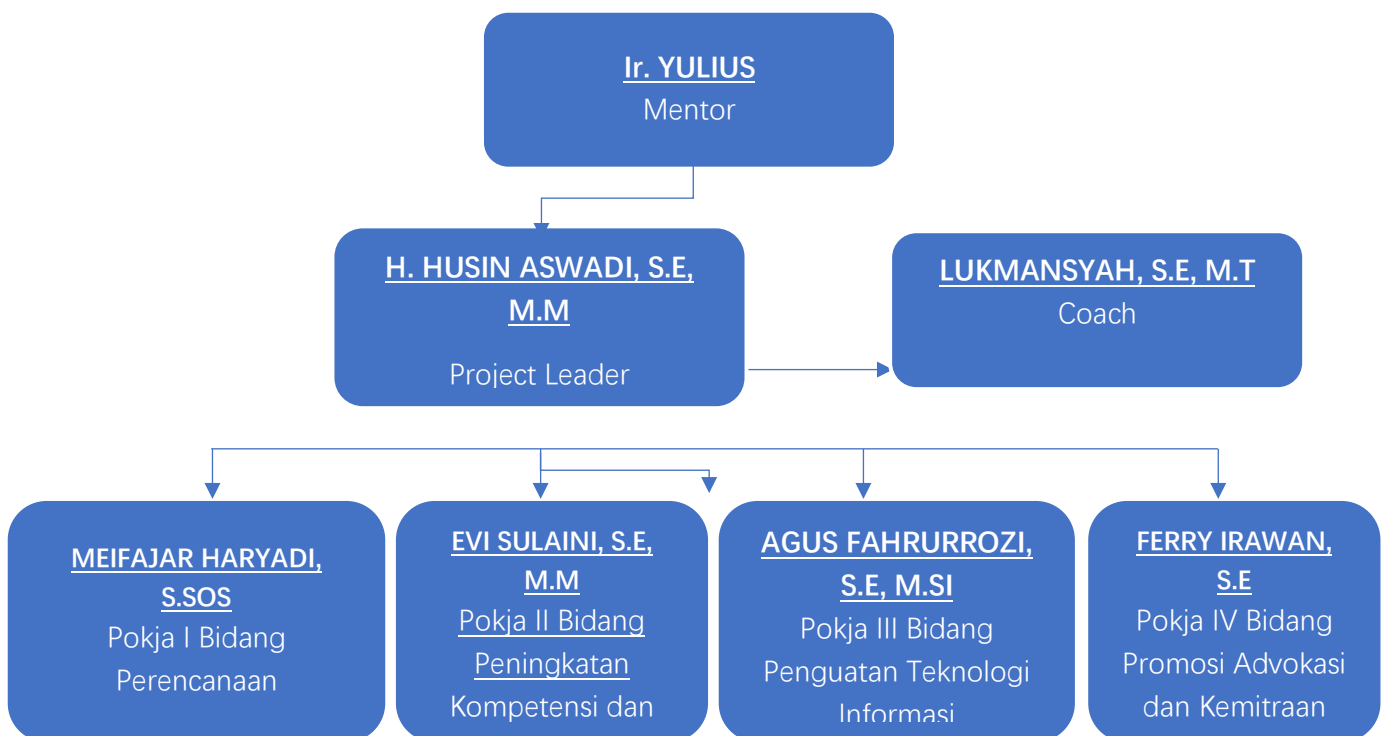 Ir. YULIUS
Mentor
H. HUSIN ASWADI, S.E,
M.M
Project Leader
LUKMANSYAH, S.E, M.T
Coach
MEIFAJAR HARYADI,
S.SOS
Pokja I Bidang
Perencanaan
EVI SULAINI, S.E,
M.M
Pokja II Bidang
Peningkatan
Kompetensi dan
AGUS FAHRURROZI,
S.E, M.SI
Pokja III Bidang
Penguatan Teknologi
Informasi
FERRY IRAWAN,
S.E
Pokja IV Bidang
Promosi Advokasi
dan Kemitraan